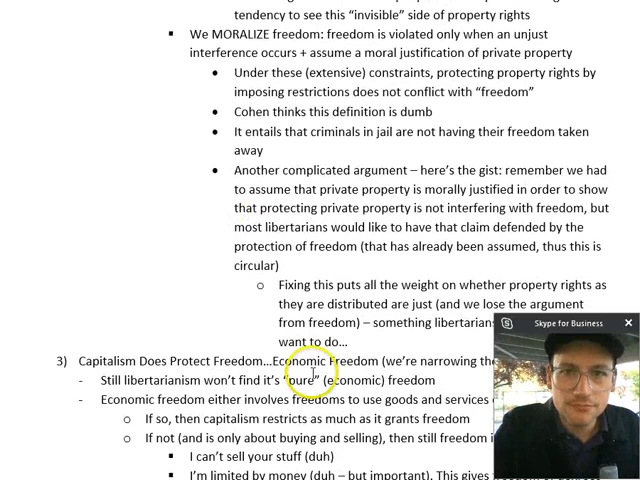 tendency to see this “invisible” side of property rights
▪ We MORALIZE freedom: freedom is violated only when an unjust
interference occurs + assume a moral justification of private property
• Under these (extensive) constraints, protecting property rights by
imposing restrictions does not conflict with “freedom”
• Cohen thinks this definition is dumb
• It entails that criminals in jail are not having their freedom taken
away
• Another complicated argument – here’s the gist: remember we had
to assume that private property is morally justified in order to show
that protecting private property is not interfering with freedom, but
most libertarians would like to have that claim defended by the
protection of freedom (that has already been assumed, thus this is
circular)
o Fixing this puts all the weight on whether property rights as
they are distributed are just (and we lose the argument
from freedom) – something libertarians
want to do…
Skype for Business
3) Capitalism Does Protect Freedom…Economic Freedom (we’re narrowing the
- Still libertarianism won’t find it’s “pure” (economic) freedom
- Economic freedom either involves freedoms to use goods and services
o If so, then capitalism restricts as much as it grants freedom
o If not (and is only about buying and selling), then still freedom
▪ I can’t sell your stuff (duh)
▪ I’m limited by money (duh – but important). This gives